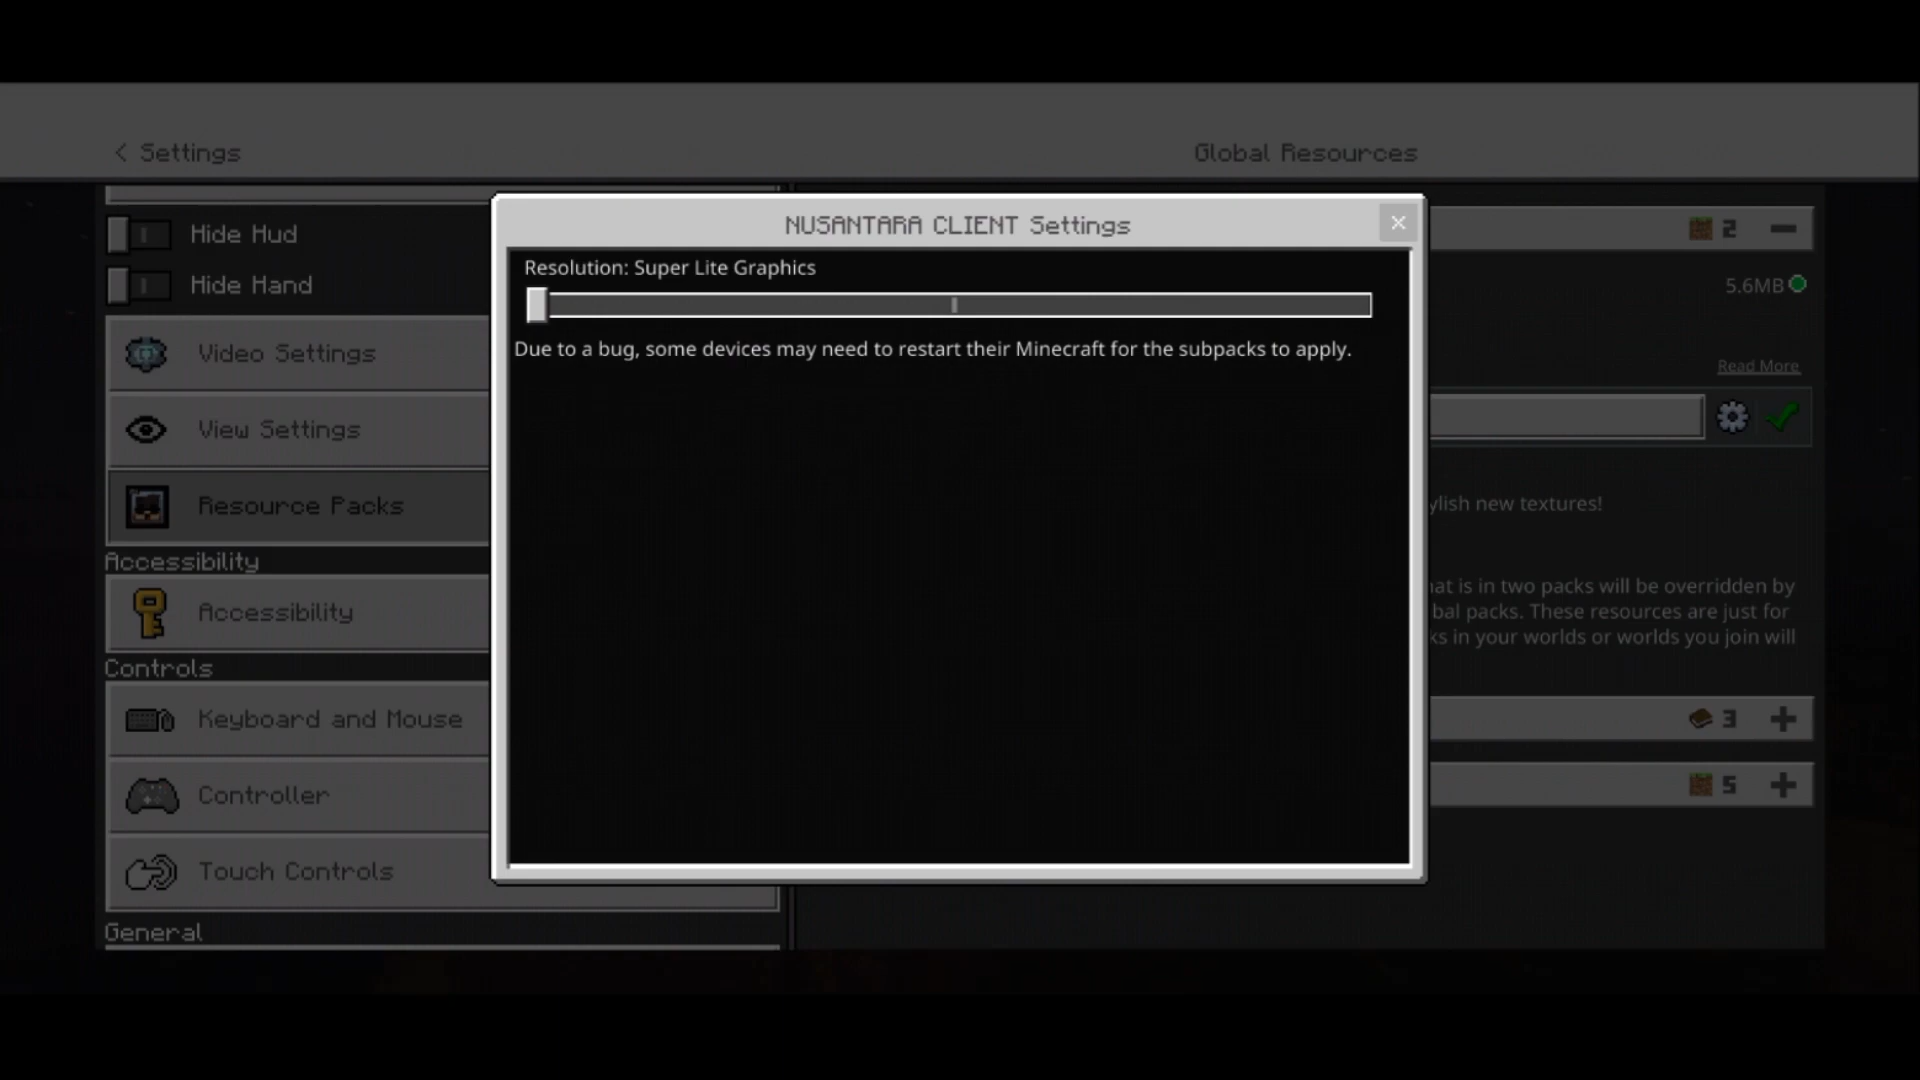 Settings
Global Resources
NUSANTARA CLIENT Settings
Resolution: Super Lite Graphics
Due to a bug, some devices may need to restart their Minecraft for the subpacks to apply.
Hide Hud
Hide Hand
Video Settings
View Settings
Resource Packs
Accessibility
Accessibility
Controls
Keyboard and Mouse
Controller
Touch Controls
General
2
5.6MB
Read More
ylish new textures!
hat is in two packs will be overridden by
bal packs. These resources are just for
ks in your worlds or worlds you join will
3
5